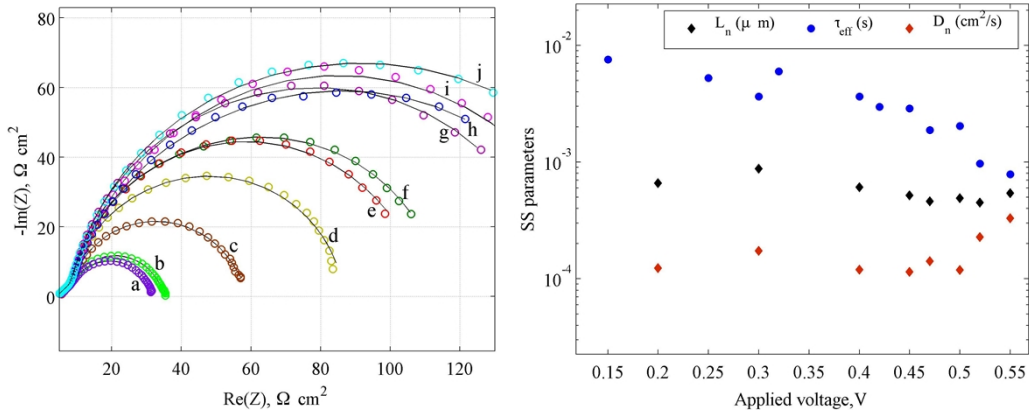 80
60
40
20
0
-Im(Z), Ω cm²
20 40 60 80 100 120
Re(Z), Ω cm²
a
b
c
d
e
f
g
h
i
j
L_n (μ m) τ_eff (s) D_n (cm²/s)
10⁻²
10⁻³
10⁻⁴
SS parameters
0.15 0.2 0.25 0.3 0.35 0.4 0.45 0.5 0.55
Applied voltage,V